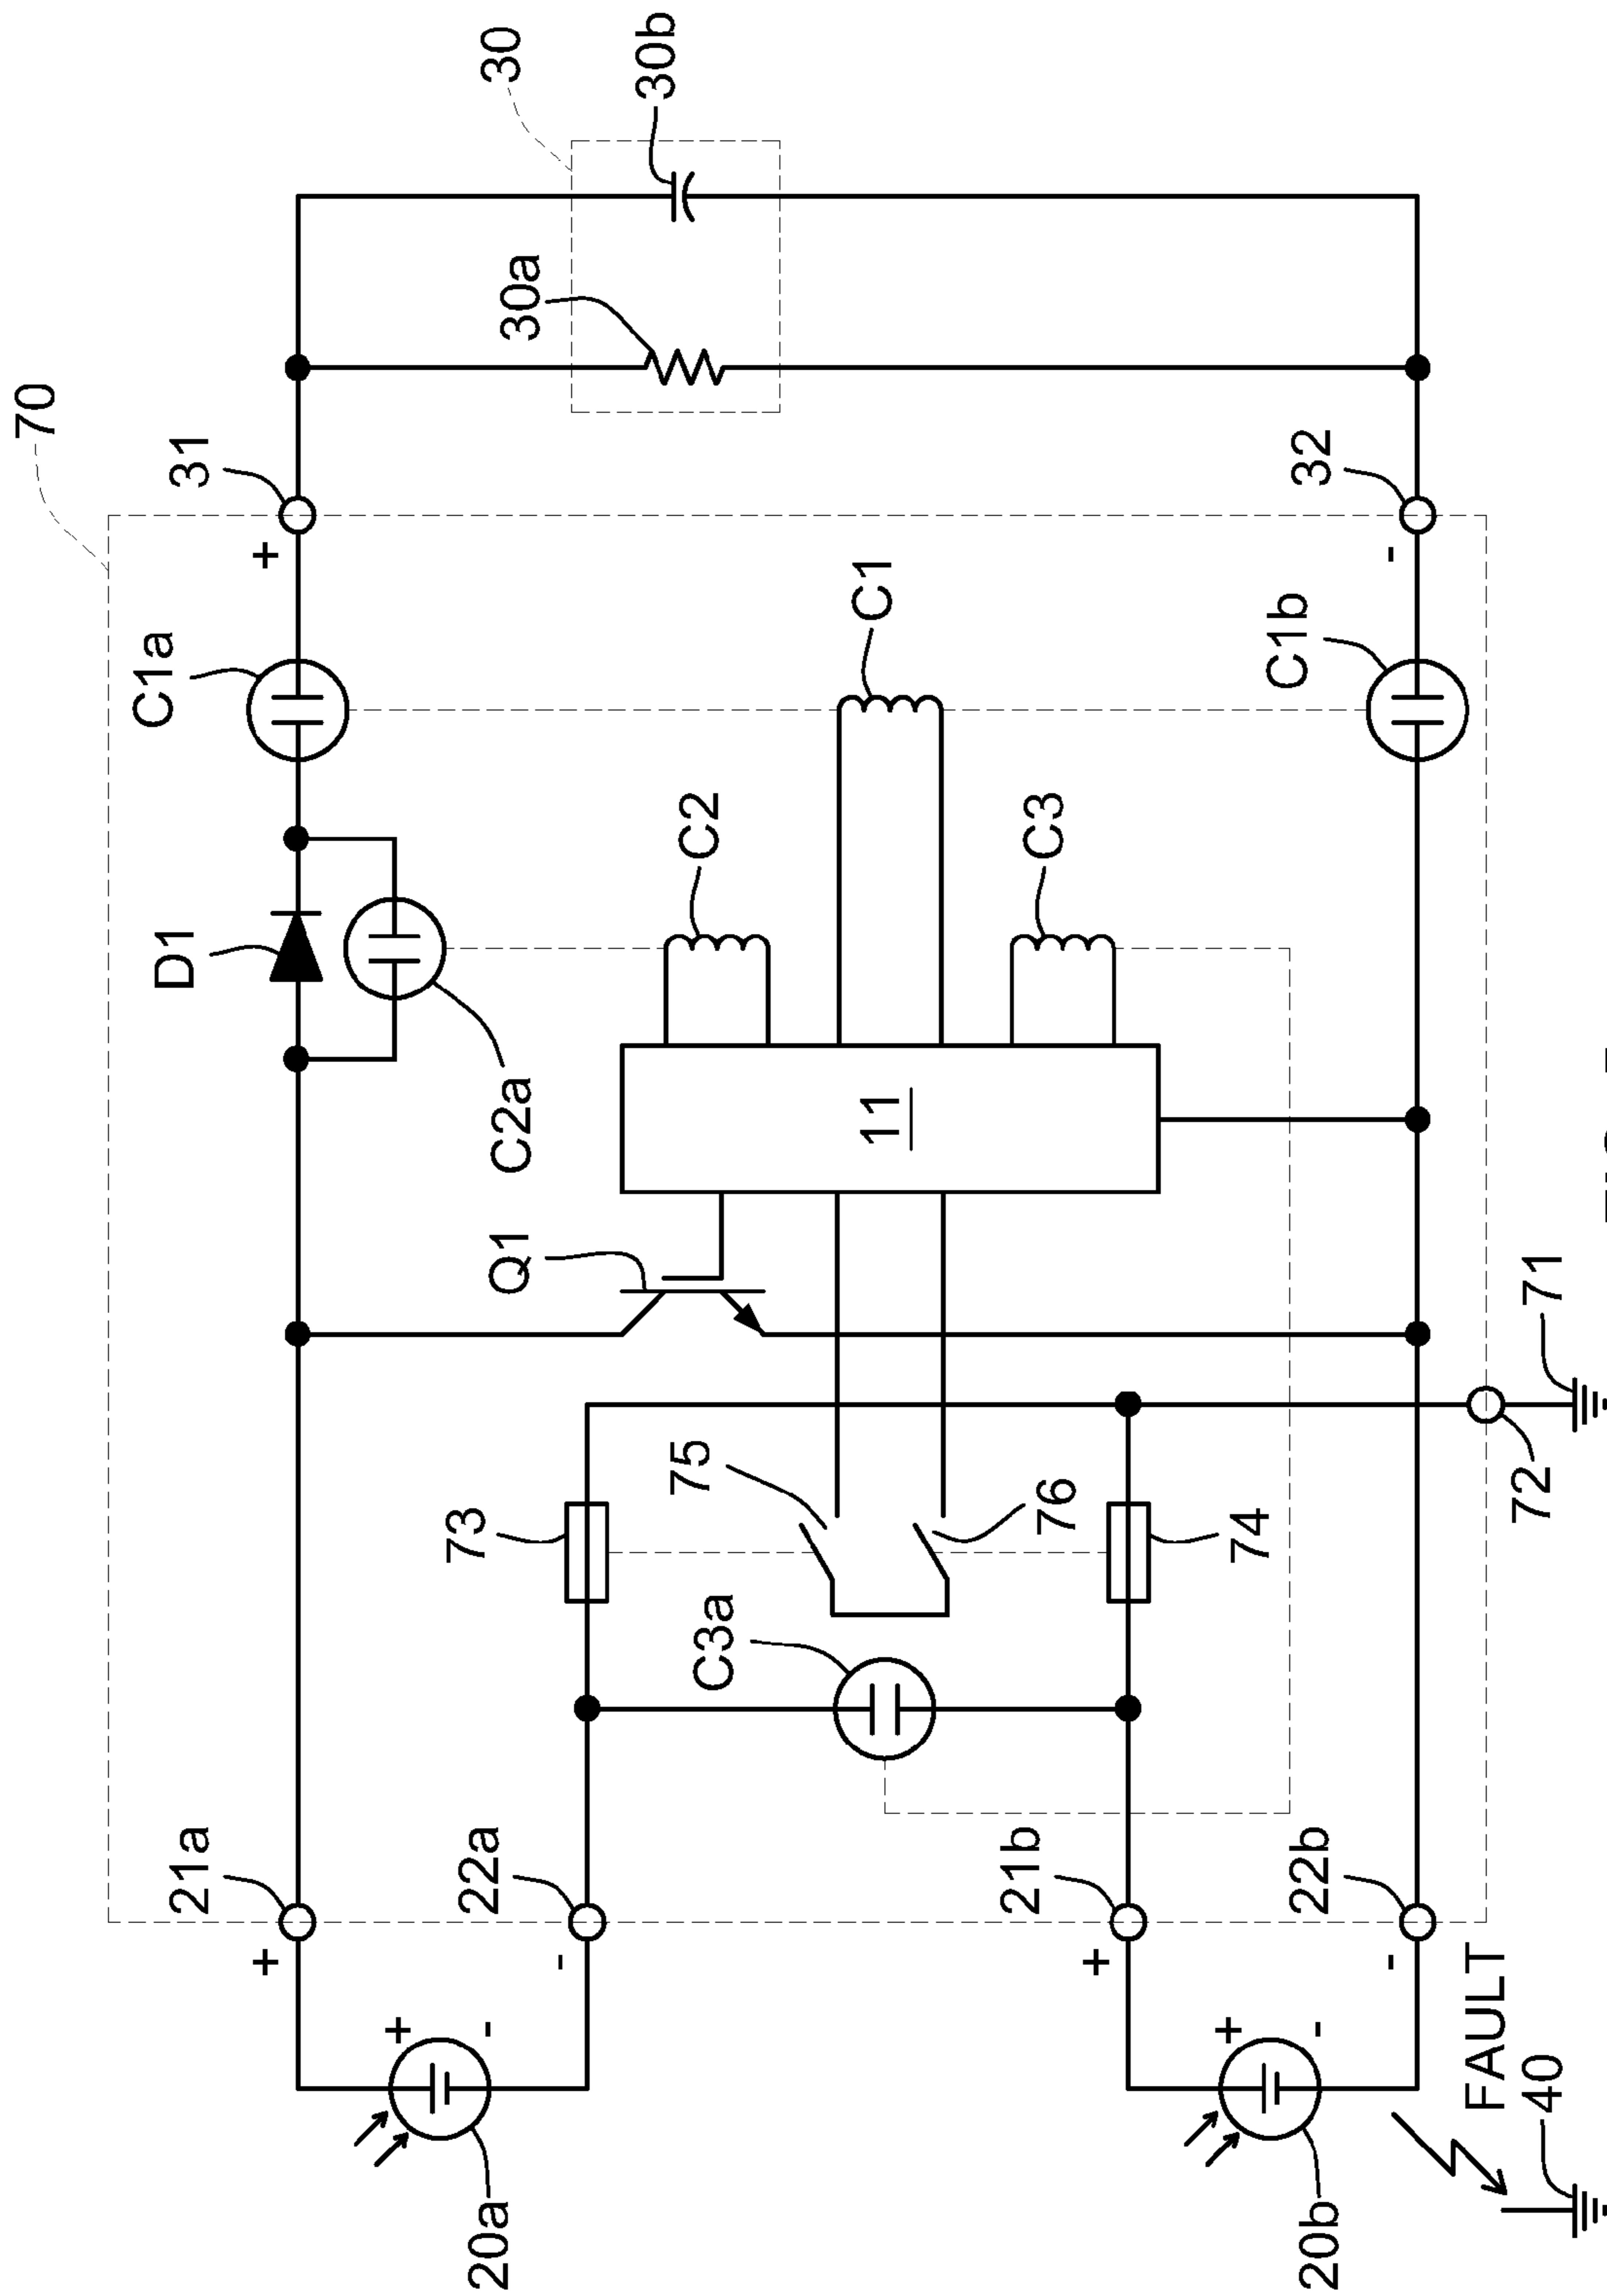 70
30
30b
30a
31
+
C1a
D1
C2a
C2
C1
C3
C1b
32
-
11
Q1
73
75
76
74
C3a
72
71
21a
+
22a
-
21b
+
22b
-
+
-
20a
+
-
20b
FAULT
40